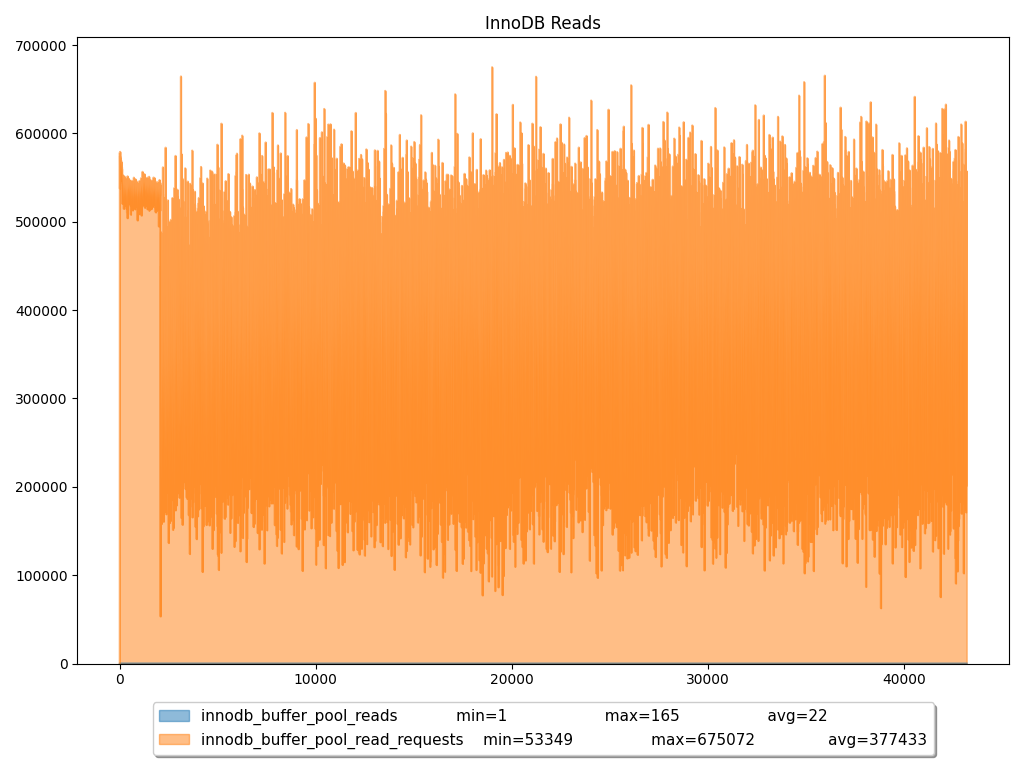 InnoDB Reads
700000
600000
500000
400000
300000
200000
100000
0
0 10000 20000 30000 40000
innodb_buffer_pool_reads min=1 max=165 avg=22
innodb_buffer_pool_read_requests min=53349 max=675072 avg=377433